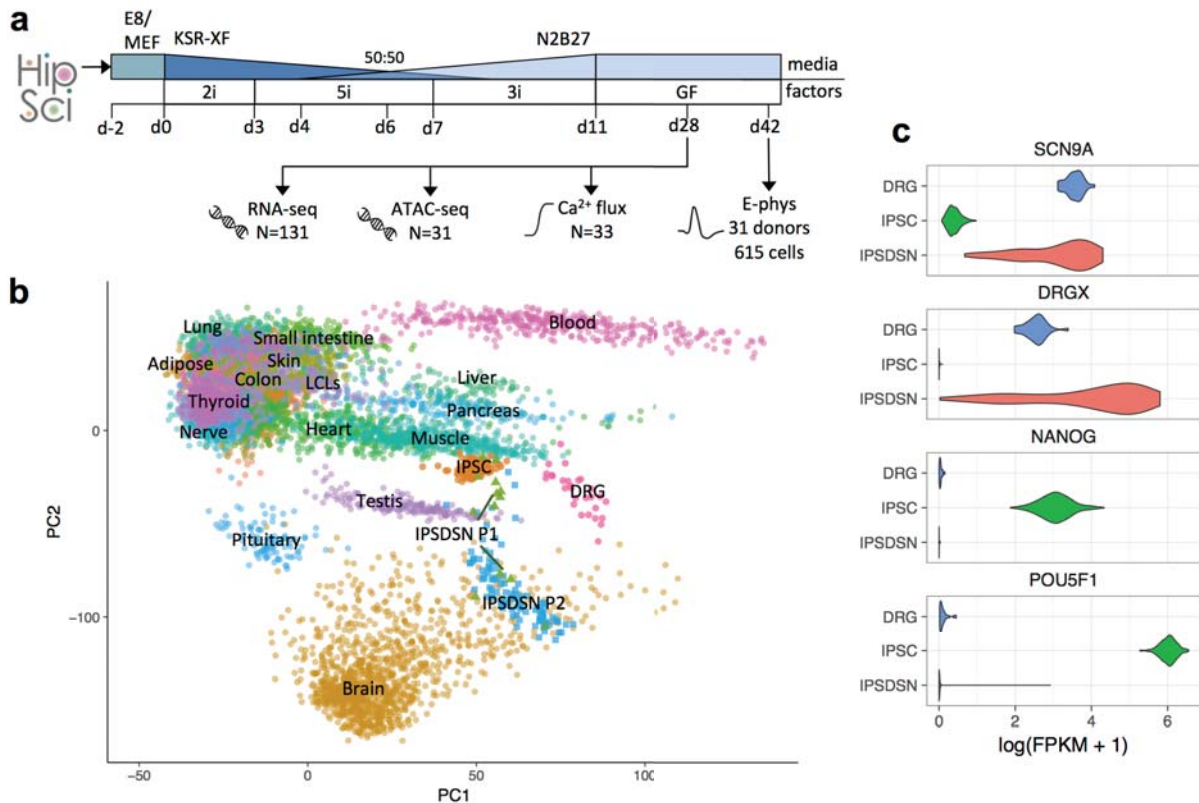 a
E8/
MEF
KSR-XF
50:50
N2B27
media
Hip
Sci
2i
5i
3i
GF
factors
d-2
d0
d3
d4
d6
d7
d11
d28
d42
RNA-seq
N=131
ATAC-seq
N=31
Ca²⁺ flux
N=33
E-phys
31 donors
615 cells
b
PC2
0
−100
Lung
Small intestine
Blood
Adipose
Skin
Colon
LCLs
Liver
Thyroid
Pancreas
Nerve
Heart
Muscle
IPSC
DRG
Testis
IPSDSN P1
Pituitary
IPSDSN P2
Brain
−50
0
50
PC1
c
SCN9A
DRG
IPSC
IPSDSN
DRGX
DRG
IPSC
IPSDSN
NANOG
DRG
IPSC
IPSDSN
POU5F1
DRG
IPSC
IPSDSN
0
2
4
6
log(FPKM + 1)